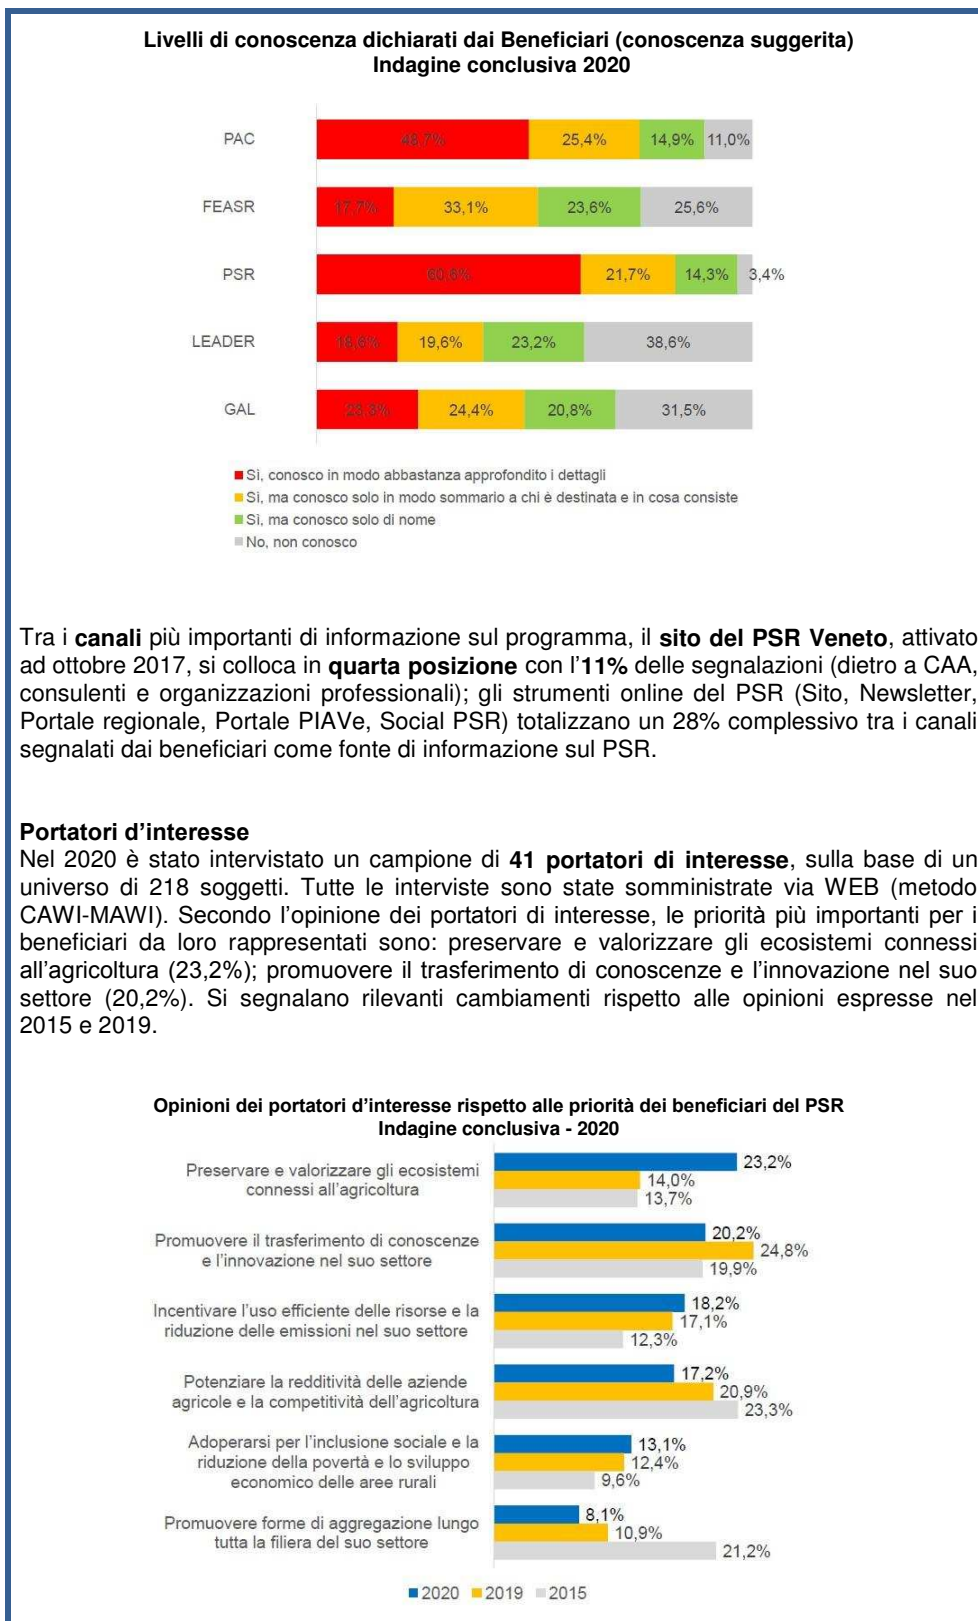 Livelli di conoscenza dichiarati dai Beneficiari (conoscenza suggerita)
Indagine conclusiva 2020
PAC
48,7%
25,4%
14,9%
11,0%
FEASR
17,7%
33,1%
23,6%
25,6%
PSR
60,6%
21,7%
14,3%
3,4%
LEADER
18,6%
19,6%
23,2%
38,6%
GAL
23,3%
24,4%
20,8%
31,5%
Sì, conosco in modo abbastanza approfondito i dettagli
Sì, ma conosco solo in modo sommario a chi è destinata e in cosa consiste
Sì, ma conosco solo di nome
No, non conosco
Tra i canali più importanti di informazione sul programma, il sito del PSR Veneto, attivato
ad ottobre 2017, si colloca in quarta posizione con l'11% delle segnalazioni (dietro a CAA,
consulenti e organizzazioni professionali); gli strumenti online del PSR (Sito, Newsletter,
Portale regionale, Portale PIAVe, Social PSR) totalizzano un 28% complessivo tra i canali
segnalati dai beneficiari come fonte di informazione sul PSR.
Portatori d'interesse
Nel 2020 è stato intervistato un campione di 41 portatori di interesse, sulla base di un
universo di 218 soggetti. Tutte le interviste sono state somministrate via WEB (metodo
CAWI-MAWI). Secondo l'opinione dei portatori di interesse, le priorità più importanti per i
beneficiari da loro rappresentati sono: preservare e valorizzare gli ecosistemi connessi
all'agricoltura (23,2%); promuovere il trasferimento di conoscenze e l'innovazione nel suo
settore (20,2%). Si segnalano rilevanti cambiamenti rispetto alle opinioni espresse nel
2015 e 2019.
Opinioni dei portatori d'interesse rispetto alle priorità dei beneficiari del PSR
Indagine conclusiva - 2020
Preservare e valorizzare gli ecosistemi
connessi all'agricoltura
23,2%
14,0%
13,7%
Promuovere il trasferimento di conoscenze
e l'innovazione nel suo settore
20,2%
24,8%
19,9%
Incentivare l'uso efficiente delle risorse e la
riduzione delle emissioni nel suo settore
18,2%
17,1%
12,3%
Potenziare la redditività delle aziende
agricole e la competitività dell'agricoltura
17,2%
20,9%
23,3%
Adoperarsi per l'inclusione sociale e la
riduzione della povertà e lo sviluppo
economico delle aree rurali
13,1%
12,4%
9,6%
Promuovere forme di aggregazione lungo
tutta la filiera del suo settore
8,1%
10,9%
21,2%
2020 2019 2015